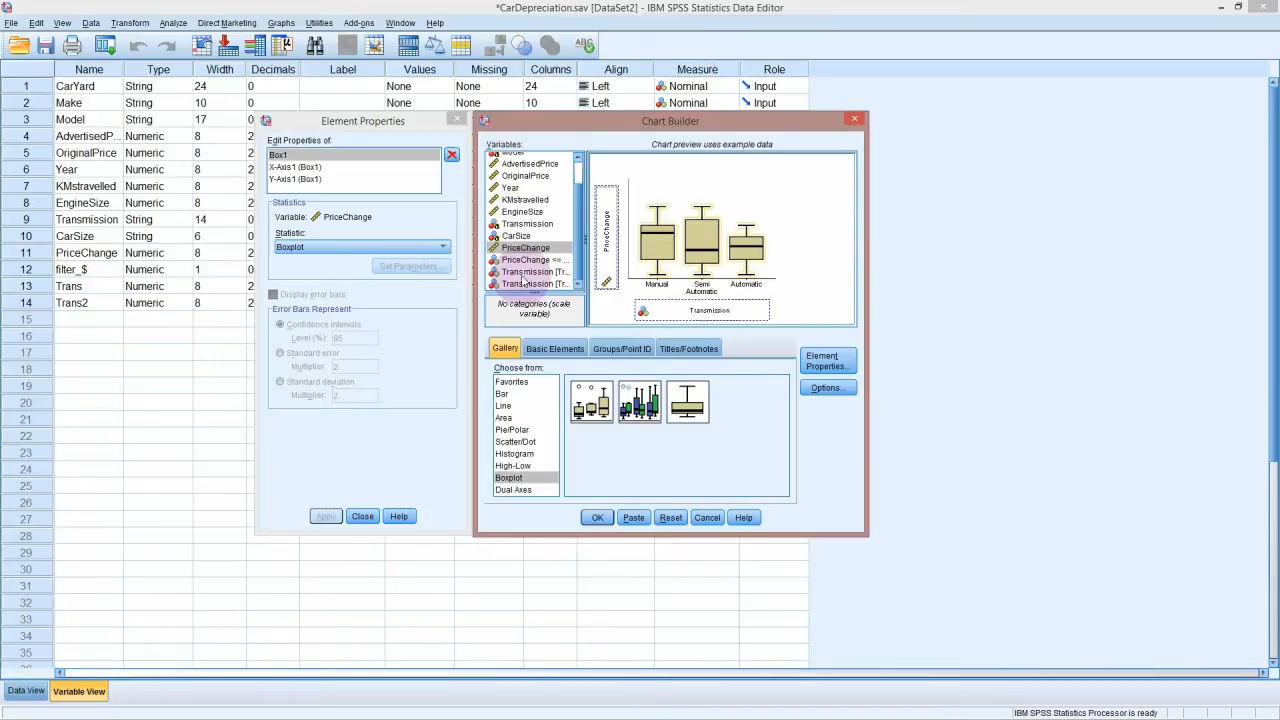 *CarDepreciation.sav [DataSet2] - IBM SPSS Statistics Data Editor
File Edit View Data Transform Analyze Direct Marketing Graphs Utilities Add-ons Window Help
Name Type Width Decimals Label Values Missing Columns Align Measure Role
1 CarYard String 24 0 None None 24 Left Nominal Input
2 Make String 10 0 None None 10 Left Nominal Input
3 Model String 17 0
4 AdvertisedP... Numeric 8 2
5 OriginalPrice Numeric 8 2
6 Year Numeric 8 2
7 KMstravelled Numeric 8 2
8 EngineSize Numeric 8 2
9 Transmission String 14 0
10 CarSize String 6 0
11 PriceChange Numeric 8 2
12 filter_$ Numeric 1 0
13 Trans Numeric 8 2
14 Trans2 Numeric 8 2
15
16
17
18
19
20
21
22
23
24
25
26
27
28
29
30
31
32
33
34
35
Element Properties
Edit Properties of:
Box1
X-Axis1 (Box1)
Y-Axis1 (Box1)
Statistics
Variable: PriceChange
Statistic:
Boxplot
Set Parameters...
Display error bars
Error Bars Represent
Confidence intervals
Level (%): 95
Standard error
Multiplier: 2
Standard deviation
Multiplier: 2
Apply Close Help
Chart Builder
Variables: Chart preview uses example data
Model
AdvertisedPrice
OriginalPrice
Year
KMstravelled
EngineSize
Transmission
CarSize
PriceChange
PriceChange <= ...
Transmission [Tr...
Transmission [Tr...
No categories (scale
variable)
PriceChange
Manual Semi Automatic Automatic
Transmission
Gallery Basic Elements Groups/Point ID Titles/Footnotes
Choose from:
Favorites
Bar
Line
Area
Pie/Polar
Scatter/Dot
Histogram
High-Low
Boxplot
Dual Axes
Element
Properties...
Options...
OK Paste Reset Cancel Help
Data View Variable View
IBM SPSS Statistics Processor is ready